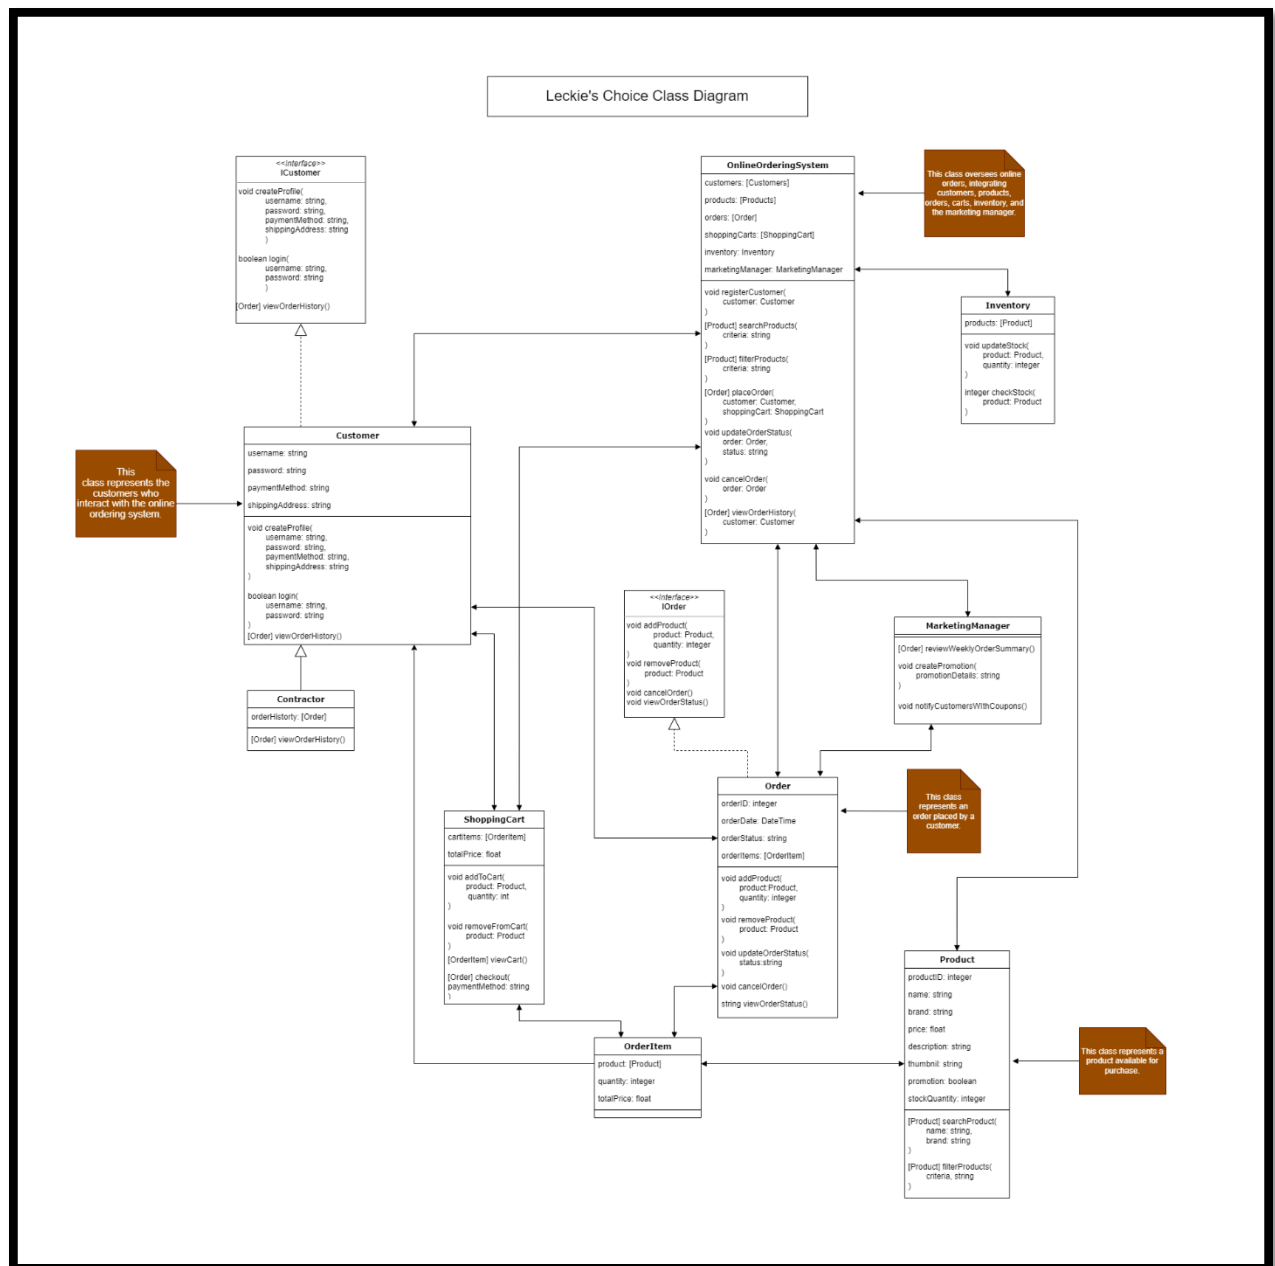 Leckie's Choice Class Diagram
<<interface>>
ICustomer
void createProfile(
username: string,
password: string,
paymentMethod: string,
shippingAddress: string
)
boolean login(
username: string,
password: string
)
[Order] viewOrderHistory()
OnlineOrderingSystem
customers: [Customers]
products: [Products]
orders: [Order]
shoppingCarts: [ShoppingCart]
inventory: Inventory
marketingManager: MarketingManager
void registerCustomer(
customer: Customer
)
[Product] searchProducts(
criteria: string
)
[Product] filterProducts(
criteria: string
)
[Order] placeOrder(
customer: Customer,
shoppingCart: ShoppingCart
)
void updateOrderStatus(
order: Order,
status: string
)
void cancelOrder(
order: Order
)
[Order] viewOrderHistory(
customer: Customer
)
This class oversees online
orders, integrating
customers, products,
orders, carts, inventory, and
the marketing manager.
Inventory
products: [Product]
void updateStock(
product: Product,
quantity: integer
)
integer checkStock(
product: Product
)
This
class represents the
customers who
interact with the online
ordering system.
Customer
username: string
password: string
paymentMethod: string
shippingAddress: string
void createProfile(
username: string,
password: string,
paymentMethod: string,
shippingAddress: string
)
boolean login(
username: string,
password: string
)
[Order] viewOrderHistory()
Contractor
orderHistorty: [Order]
[Order] viewOrderHistory()
<<interface>>
IOrder
void addProduct(
product: Product,
quantity: integer
)
void removeProduct(
product: Product
)
void cancelOrder()
void viewOrderStatus()
MarketingManager
[Order] reviewWeeklyOrderSummary()
void createPromotion(
promotionDetails: string
)
void notifyCustomersWithCoupons()
ShoppingCart
cartItems: [OrderItem]
totalPrice: float
void addToCart(
product: Product,
quantity: int
)
void removeFromCart(
product: Product
)
[OrderItem] viewCart()
[Order] checkout(
paymentMethod: string
)
Order
orderID: integer
orderDate: DateTime
orderStatus: string
orderItems: [OrderItem]
void addProduct(
product:Product,
quantity: integer
)
void removeProduct(
product: Product
)
void updateOrderStatus(
status:string
)
void cancelOrder()
string viewOrderStatus()
This class
represents an
order placed by a
customer.
OrderItem
product: [Product]
quantity: integer
totalPrice: float
Product
productID: integer
name: string
brand: string
price: float
description: string
thumbnil: string
promotion: boolean
stockQuantity: integer
[Product] searchProduct(
name: string,
brand: string
)
[Product] filterProducts(
criteria, string
)
This class represents a
product available for
purchase.